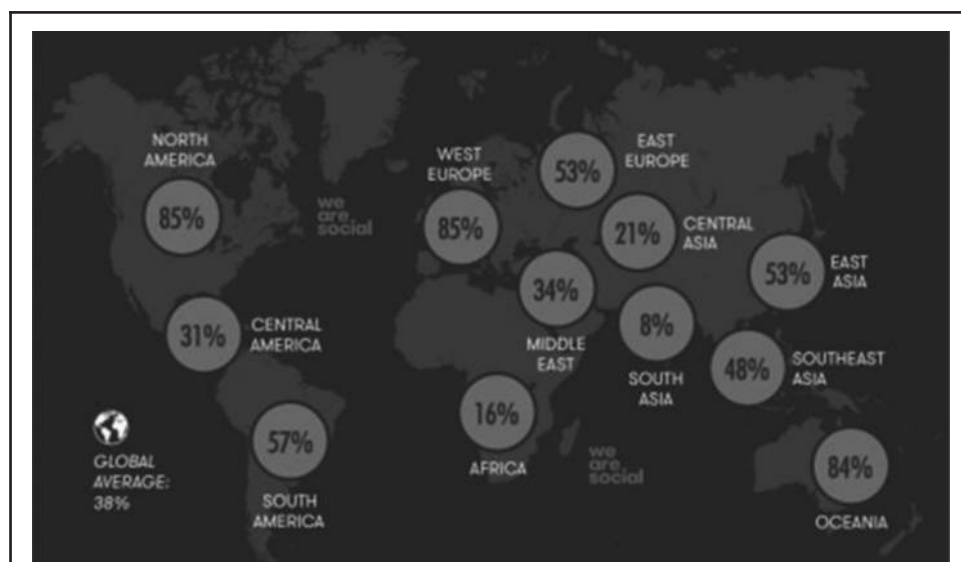 NORTH
AMERICA
85%
we
are
social
WEST
EUROPE
85%
53%
EAST
EUROPE
21%
CENTRAL
ASIA
53%
EAST
ASIA
34%
MIDDLE
EAST
8%
SOUTH
ASIA
48%
SOUTHEAST
ASIA
31%
CENTRAL
AMERICA
16%
AFRICA
we
are
social
57%
SOUTH
AMERICA
84%
OCEANIA
GLOBAL
AVERAGE:
38%